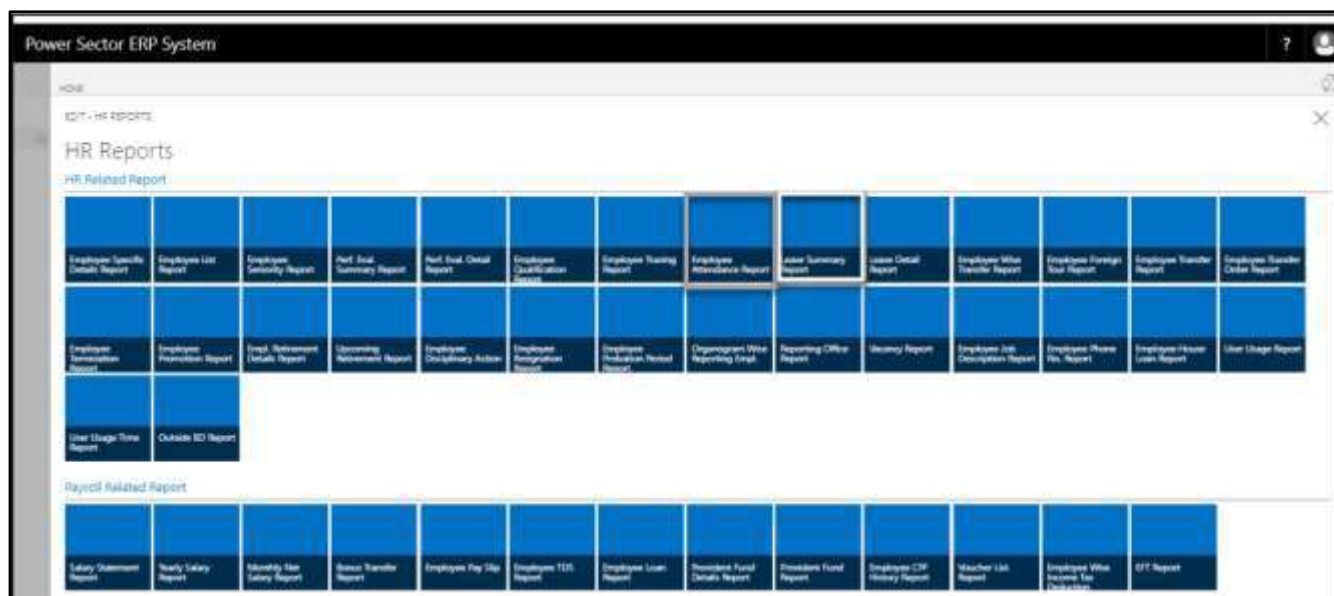 Power Sector ERP System
?
HOME
EDIT - HR REPORTS
HR Reports
HR Related Report
Employee Specific
Details Report
Employee List
Report
Employee
Seniority Report
Perf. Eval.
Summary Report
Perf. Eval. Detail
Report
Employee
Qualification
Report
Employee Training
Report
Employee
Attendance Report
Leave Summary
Report
Leave Detail
Report
Employee Wise
Transfer Report
Employee Foreign
Tour Report
Employee Transfer
Report
Employee Transfer
Order Report
Employee
Termination
Report
Employee
Promotion Report
Empl. Retirement
Details Report
Upcoming
Retirement Report
Employee
Disciplinary Action
Employee
Resignation
Report
Employee
Probation Period
Report
Organogram Wise
Reporting Empl.
Reporting Office
Report
Vacancy Report
Employee Job
Description Report
Employee Phone
No. Report
Employee House
Loan Report
User Usage Report
User Usage Time
Report
Outside BD Report
Payroll Related Report
Salary Statement
Report
Yearly Salary
Report
Monthly Net
Salary Report
Bonus Transfer
Report
Employee Pay Slip
Employee TDS
Report
Employee Loan
Report
Provident Fund
Details Report
Provident Fund
Report
Employee CPF
History Report
Voucher List
Report
Employee Wise
Income Tax
Deduction
EFT Report